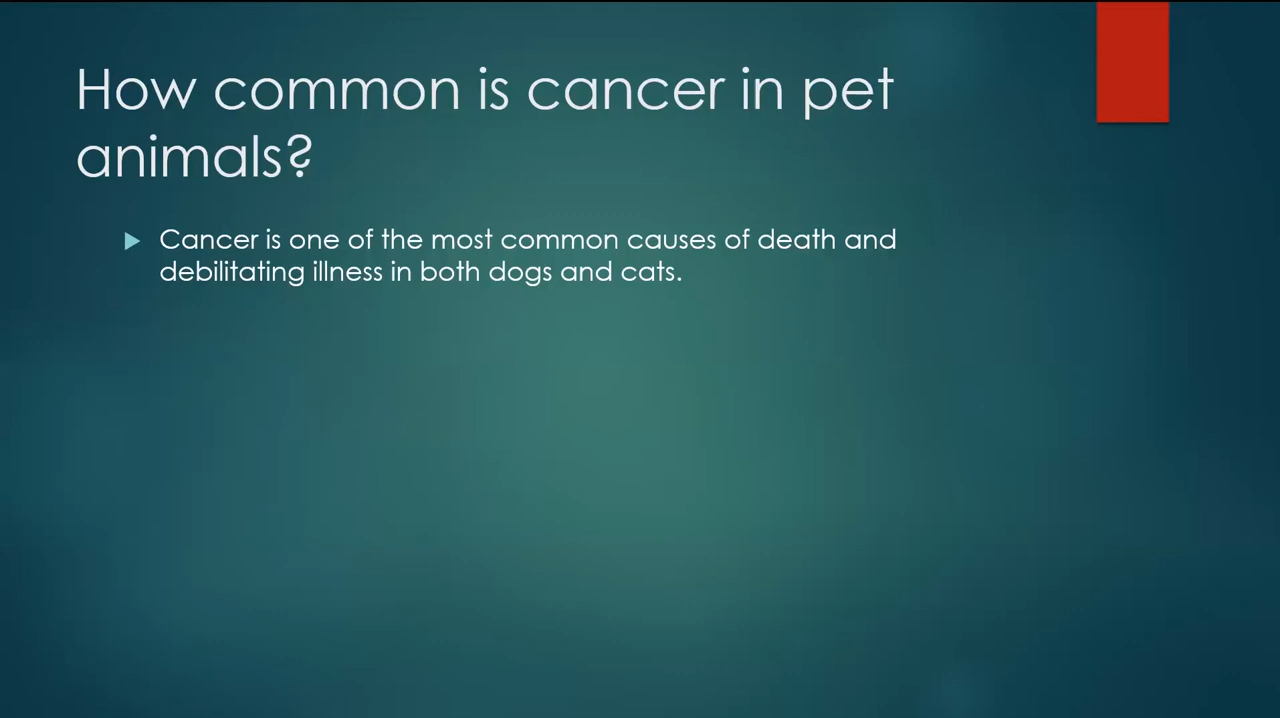 How common is cancer in pet
animals?
Cancer is one of the most common causes of death and
debilitating illness in both dogs and cats.